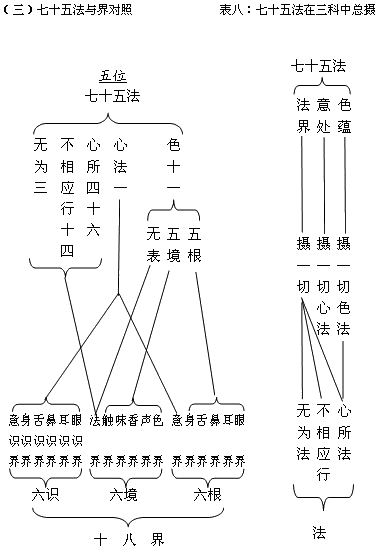 （三）七十五法与界对照
表八：七十五法在三科中总摄
五位
七十五法
色十一
心法一
心所四十六
不相应行十四
无为三
五根
五境
无表
眼识界
耳识界
鼻识界
舌识界
身识界
意识界
色界
声界
香界
味界
触界
法界
眼界
耳界
鼻界
舌界
身界
意界
六识
六境
六根
十八界
七十五法
色蕴
意处
法界
摄一切色法
摄一切心法
摄一切
心所法
不相应行
无为法
法